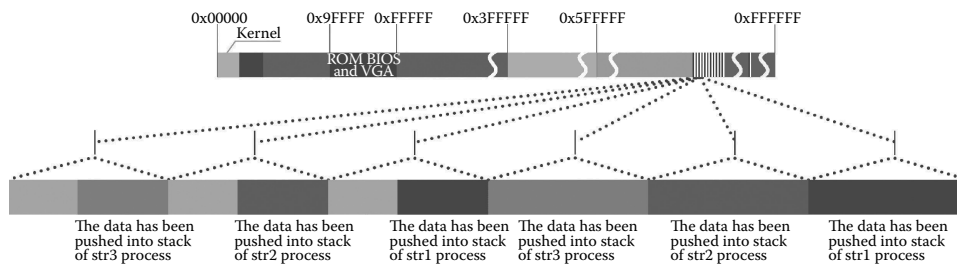 0x00000 0x9FFFF 0xFFFFF 0x3FFFFF 0x5FFFFF 0xFFFFFF
Kernel
ROM BIOS
and VGA
The data has been
pushed into stack
of str3 process
The data has been
pushed into stack
of str2 process
The data has been
pushed into stack
of str1 process
The data has been
pushed into stack
of str3 process
The data has been
pushed into stack
of str2 process
The data has been
pushed into stack
of str1 process